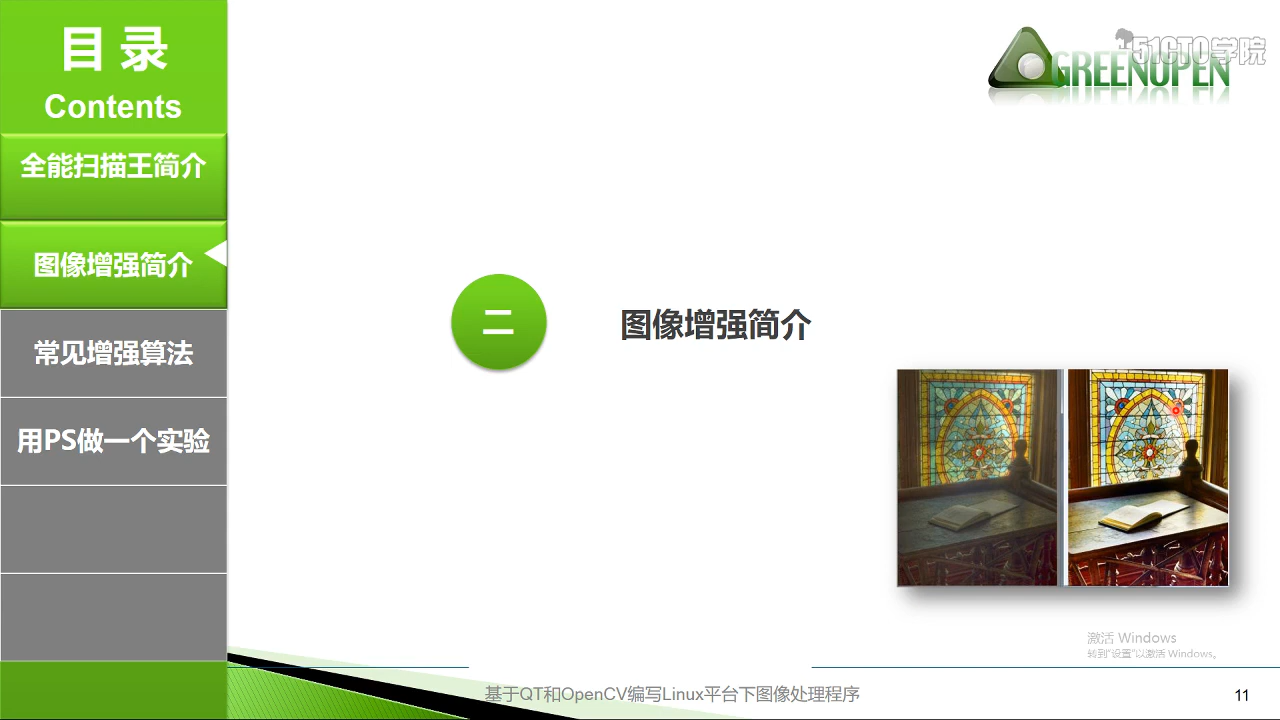 目 录
Contents
全能扫描王简介
图像增强简介
常见增强算法
用PS做一个实验
51CTO学院
GREENOPEN
二
图像增强简介
激活 Windows
转到"设置"以激活 Windows。
基于QT和OpenCV编写Linux平台下图像处理程序
11